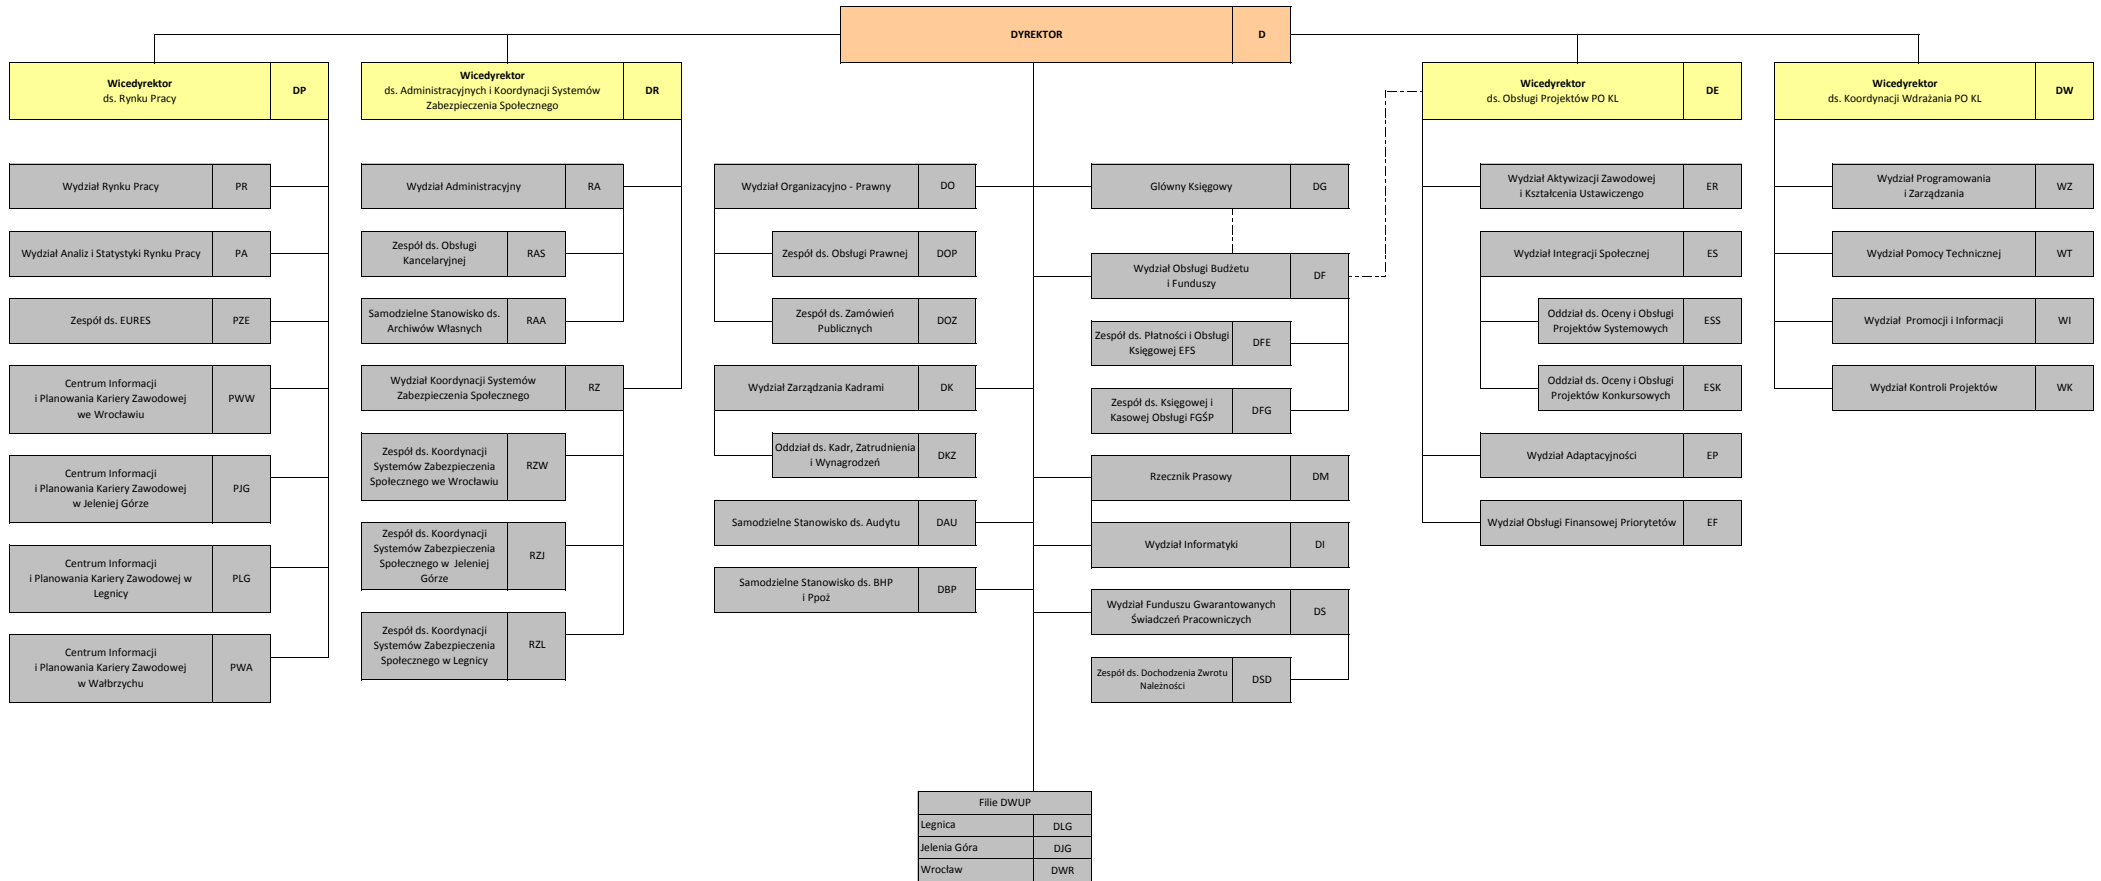 DYREKTOR D
Wicedyrektor
ds. Rynku Pracy
DP
Wicedyrektor
ds. Administracyjnych i Koordynacji Systemów
Zabezpieczenia Społecznego
DR
Wicedyrektor
ds. Obsługi Projektów PO KL
DE
Wicedyrektor
ds. Koordynacji Wdrażania PO KL
DW
Wydział Rynku Pracy PR
Wydział Analiz i Statystyki Rynku Pracy PA
Zespół ds. EURES PZE
Centrum Informacji
i Planowania Kariery Zawodowej
we Wrocławiu
PWW
Centrum Informacji
i Planowania Kariery Zawodowej
w Jeleniej Górze
PJG
Centrum Informacji
i Planowania Kariery Zawodowej w
Legnicy
PLG
Centrum Informacji
i Planowania Kariery Zawodowej
w Wałbrzychu
PWA
Wydział Administracyjny RA
Zespół ds. Obsługi
Kancelaryjnej
RAS
Samodzielne Stanowisko ds.
Archiwów Własnych
RAA
Wydział Koordynacji Systemów
Zabezpieczenia Społecznego
RZ
Zespół ds. Koordynacji
Systemów Zabezpieczenia
Społecznego we Wrocławiu
RZW
Zespół ds. Koordynacji
Systemów Zabezpieczenia
Społecznego w Jeleniej
Górze
RZJ
Zespół ds. Koordynacji
Systemów Zabezpieczenia
Społecznego w Legnicy
RZL
Wydział Organizacyjno - Prawny DO
Zespół ds. Obsługi Prawnej DOP
Zespół ds. Zamówień
Publicznych
DOZ
Wydział Zarządzania Kadrami DK
Oddział ds. Kadr, Zatrudnienia
i Wynagrodzeń
DKZ
Samodzielne Stanowisko ds. Audytu DAU
Samodzielne Stanowisko ds. BHP
i Ppoż
DBP
Główny Księgowy DG
Wydział Obsługi Budżetu
i Funduszy
DF
Zespół ds. Płatności i Obsługi
Księgowej EFS
DFE
Zespół ds. Księgowej i
Kasowej Obsługi FGŚP
DFG
Rzecznik Prasowy DM
Wydział Informatyki DI
Wydział Funduszu Gwarantowanych
Świadczeń Pracowniczych
DS
Zespół ds. Dochodzenia Zwrotu
Należności
DSD
Wydział Aktywizacji Zawodowej
i Kształcenia Ustawiczengo
ER
Wydział Integracji Społecznej ES
Oddział ds. Oceny i Obsługi
Projektów Systemowych
ESS
Oddział ds. Oceny i Obsługi
Projektów Konkursowych
ESK
Wydział Adaptacyjności EP
Wydział Obsługi Finansowej Priorytetów EF
Wydział Programowania
i Zarządzania
WZ
Wydział Pomocy Technicznej WT
Wydział Promocji i Informacji WI
Wydział Kontroli Projektów WK
Filie DWUP
Legnica DLG
Jelenia Góra DJG
Wrocław DWR